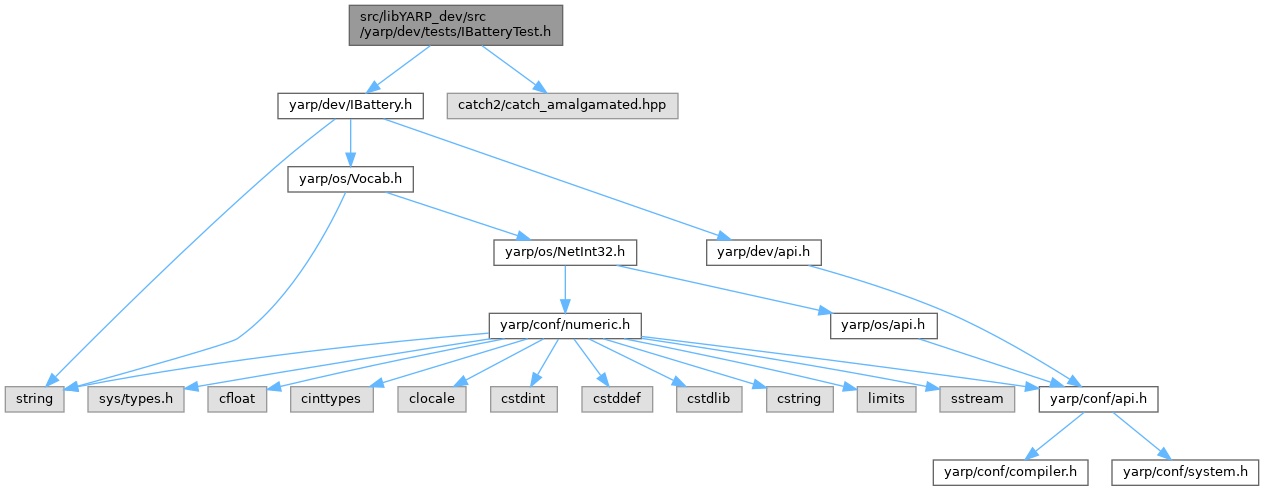 src/libYARP_dev/src
/yarp/dev/tests/IBatteryTest.h
yarp/dev/IBattery.h
catch2/catch_amalgamated.hpp
yarp/os/Vocab.h
yarp/os/NetInt32.h
yarp/dev/api.h
yarp/conf/numeric.h
yarp/os/api.h
string
sys/types.h
cfloat
cinttypes
clocale
cstdint
cstddef
cstdlib
cstring
limits
sstream
yarp/conf/api.h
yarp/conf/compiler.h
yarp/conf/system.h